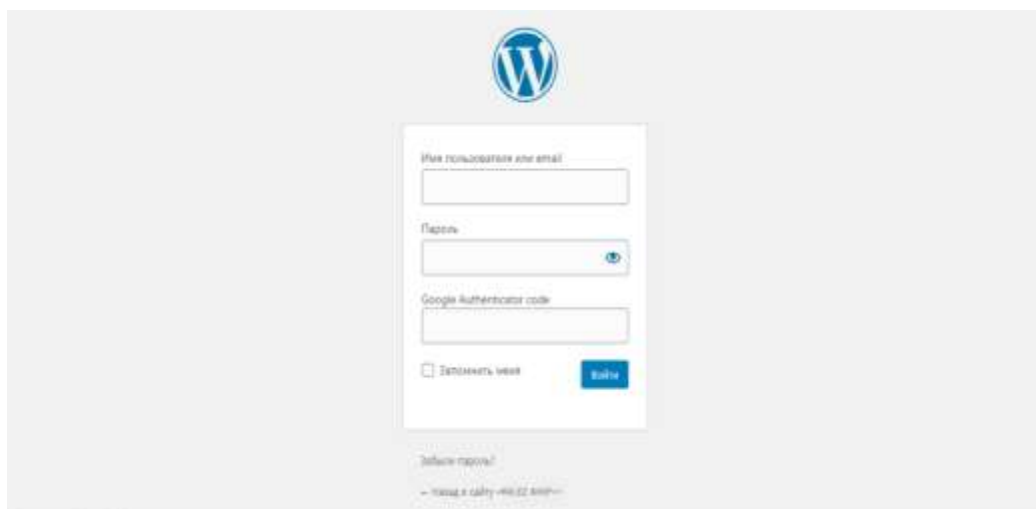 Имя пользователя или email
Пароль
Google Authenticator code
Запомнить меня
Войти
Забыли пароль?
← Назад к сайту